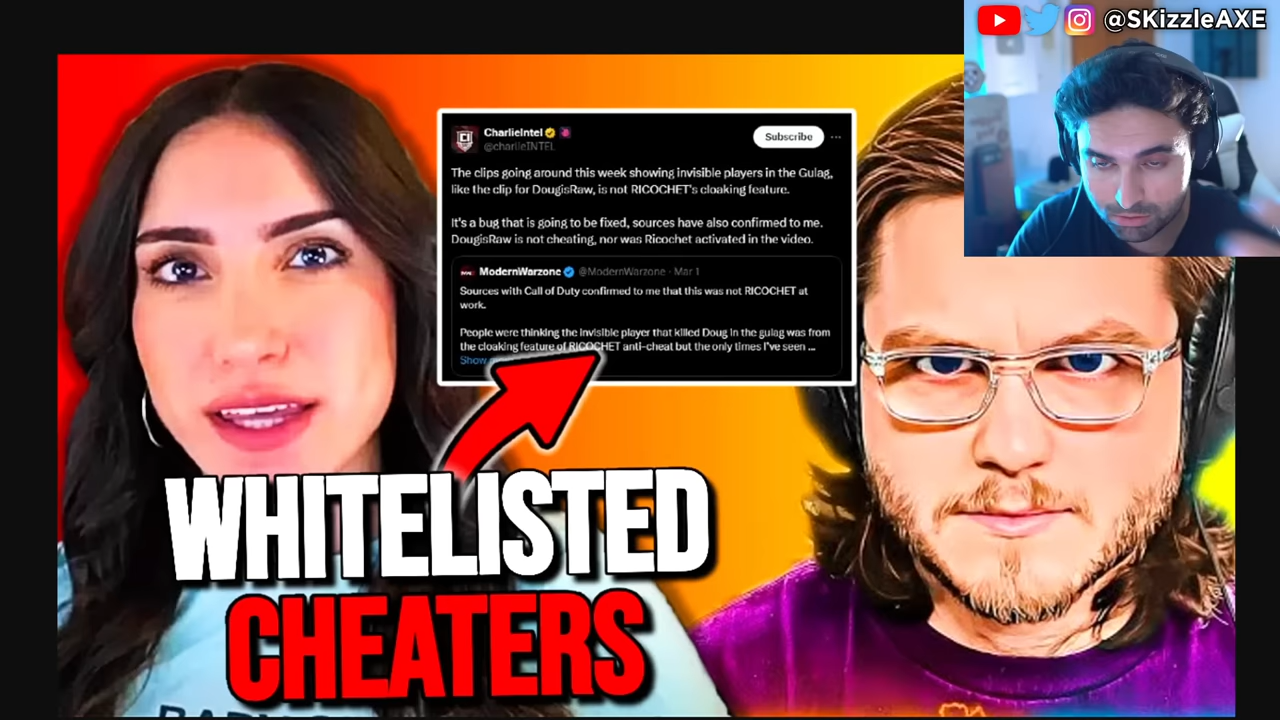 @SKizzleAXE
CharlieIntel
@charlieINTEL
Subscribe
The clips going around this week showing invisible players in the Gulag,
like the clip for DougisRaw, is not RICOCHET's cloaking feature.
It's a bug that is going to be fixed, sources have also confirmed to me.
DougisRaw is not cheating, nor was Ricochet activated in the video.
ModernWarzone @ModernWarzone · Mar 1
Sources with Call of Duty confirmed to me that this was not RICOCHET at
work.
People were thinking the invisible player that killed Doug in the gulag was from
the cloaking feature of RICOCHET anti-cheat but the only times I've seen ...
Show
WHITELISTED
CHEATERS